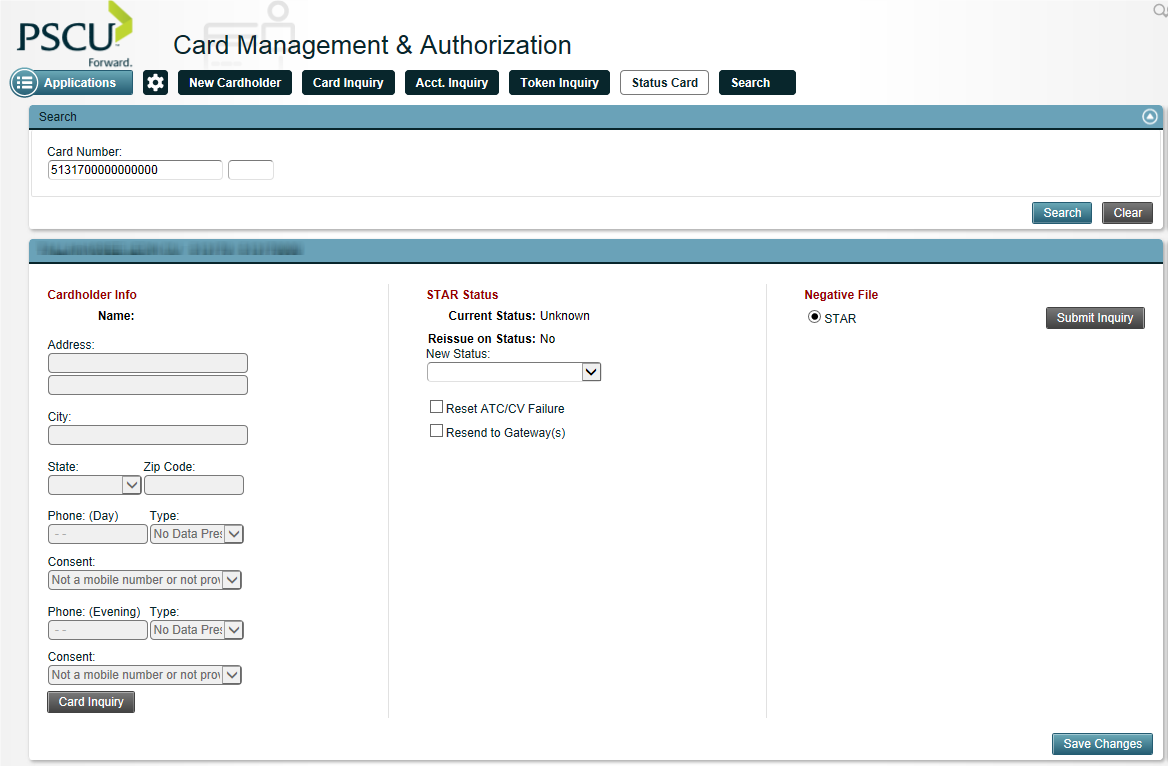 PSCU
Forward.
Card Management & Authorization
Applications
New Cardholder
Card Inquiry
Acct. Inquiry
Token Inquiry
Status Card
Search
Search
Card Number:
5131700000000000
Search
Clear
Cardholder Info
Name:
Address:
City:
State:
Zip Code:
Phone: (Day)
Type:
- -
No Data Pres
Consent:
Not a mobile number or not prov
Phone: (Evening)
Type:
- -
No Data Pres
Consent:
Not a mobile number or not prov
Card Inquiry
STAR Status
Current Status: Unknown
Reissue on Status: No
New Status:
Reset ATC/CV Failure
Resend to Gateway(s)
Negative File
STAR
Submit Inquiry
Save Changes